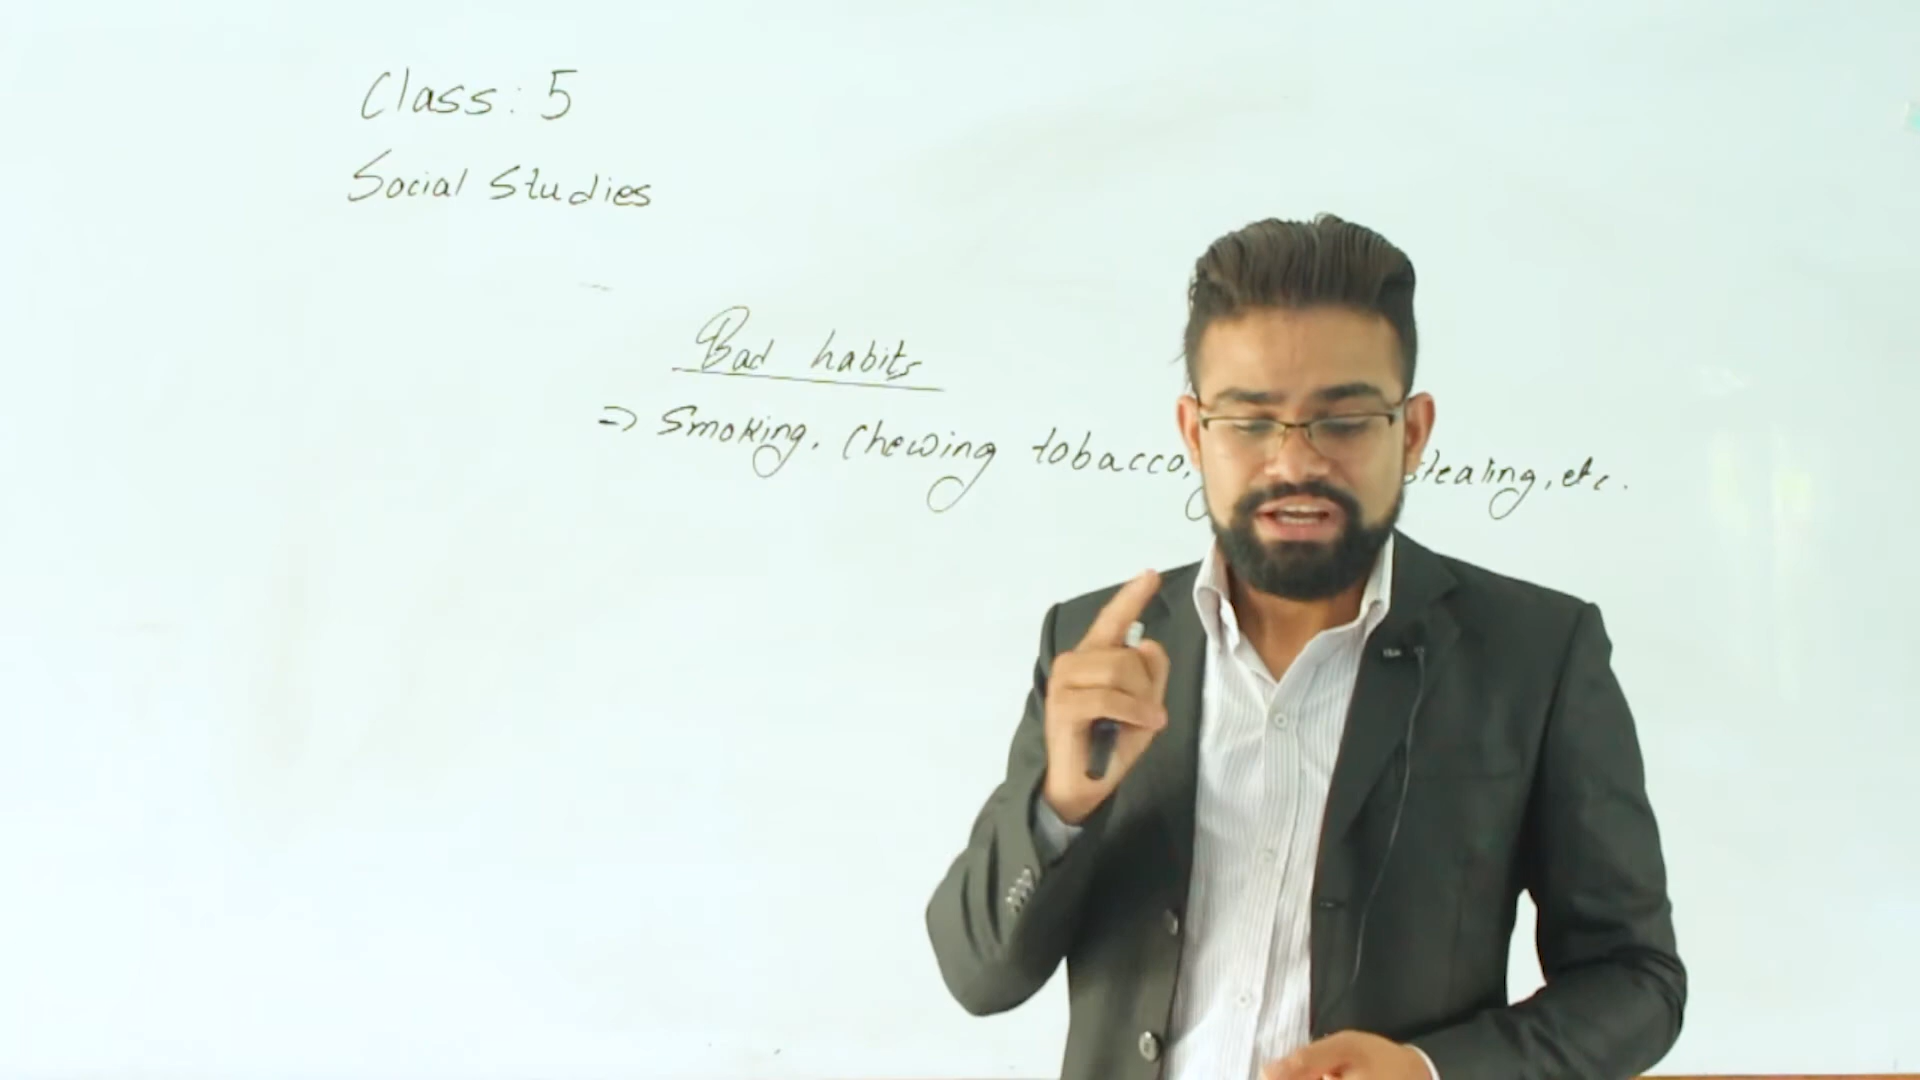 Class: 5
Social Studies
Bad habits
⇒ Smoking, Chewing tobacco, stealing, etc.